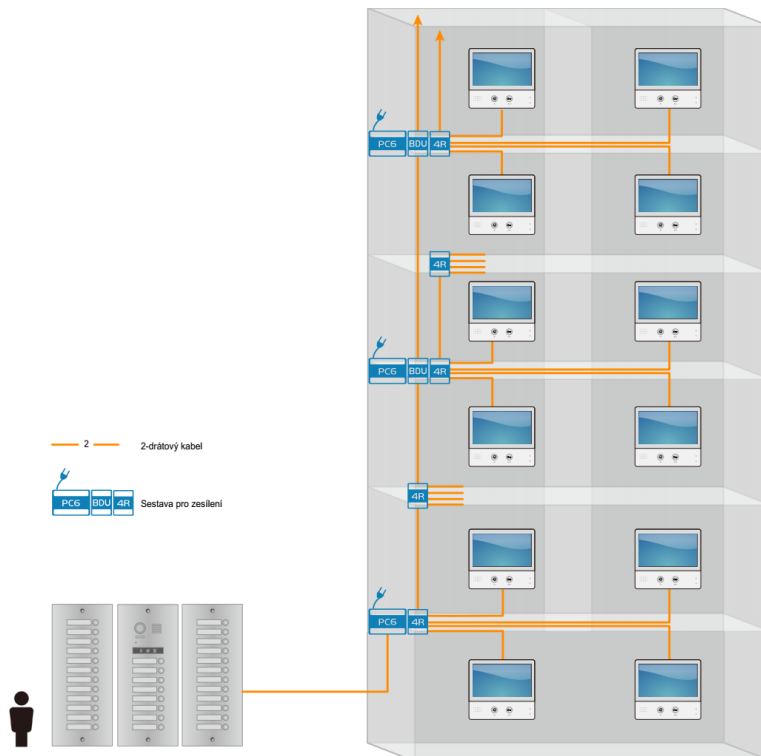 PC6 BDU 4R
4R
PC6 BDU 4R
2
2-drátový kabel
4R
PC6 BDU 4R
Sestava pro zesílení
PC6 4R